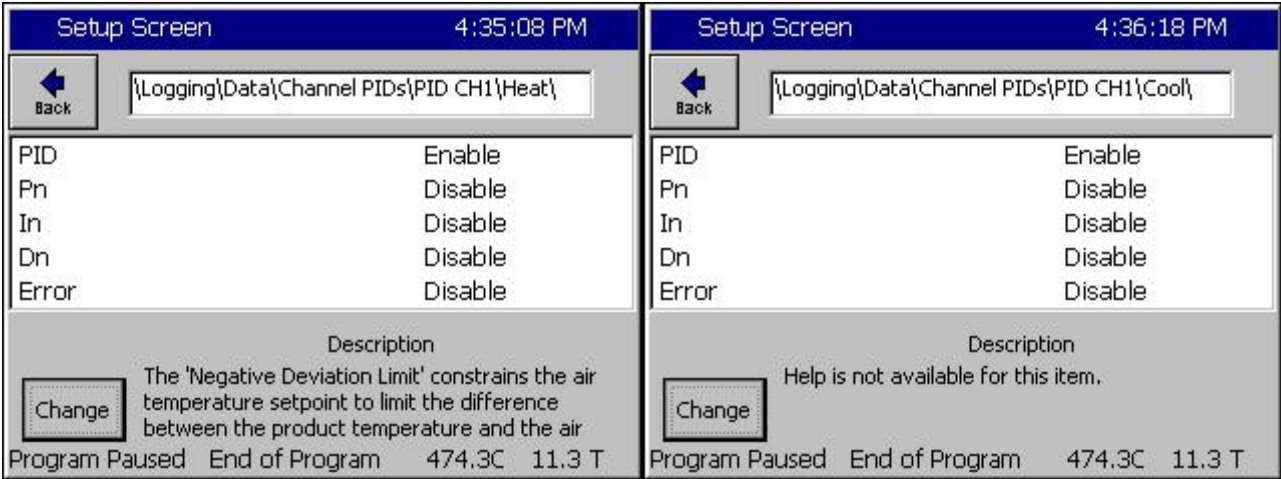 Setup Screen 4:35:08 PM
Back \Logging\Data\Channel PIDs\PID CH1\Heat\
PID Enable
Pn Disable
In Disable
Dn Disable
Error Disable
Description
Change
The 'Negative Deviation Limit' constrains the air
temperature setpoint to limit the difference
between the product temperature and the air
Program Paused End of Program 474.3C 11.3 T
Setup Screen 4:36:18 PM
Back \Logging\Data\Channel PIDs\PID CH1\Cool\
PID Enable
Pn Disable
In Disable
Dn Disable
Error Disable
Description
Help is not available for this item.
Change
Program Paused End of Program 474.3C 11.3 T